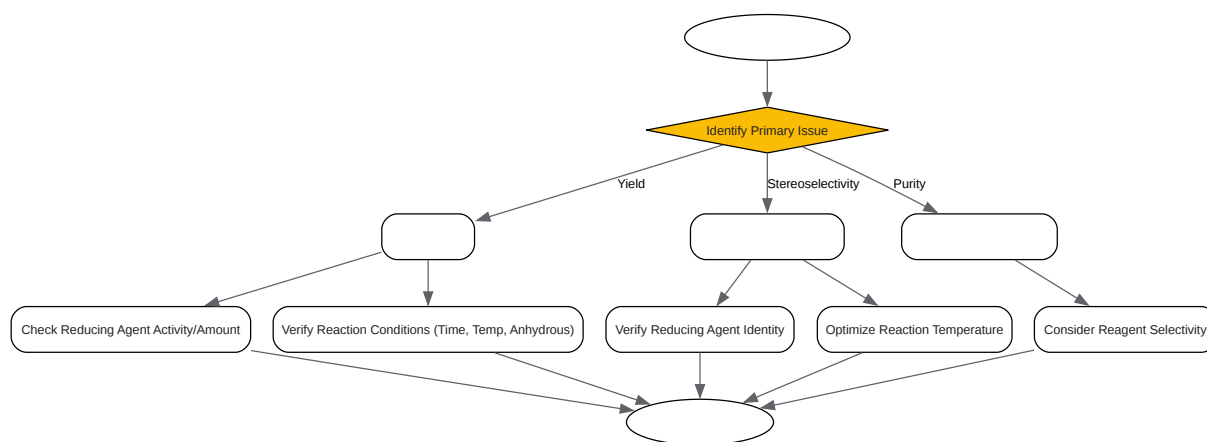 Identify Primary Issue
Yield
Stereoselectivity
Purity
Check Reducing Agent Activity/Amount
Verify Reaction Conditions (Time, Temp, Anhydrous)
Verify Reducing Agent Identity
Optimize Reaction Temperature
Consider Reagent Selectivity